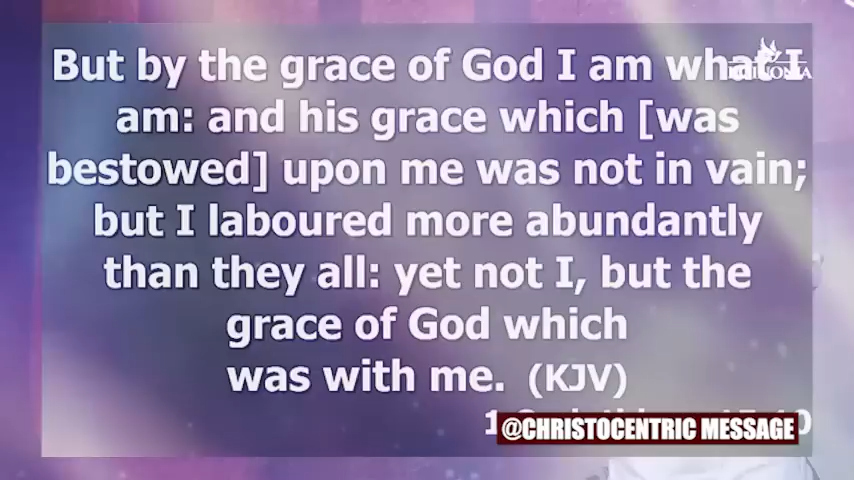 But by the grace of God I am what I
am: and his grace which [was
bestowed] upon me was not in vain;
but I laboured more abundantly
than they all: yet not I, but the
grace of God which
was with me. (KJV)
@CHRISTOCENTRIC MESSAGE